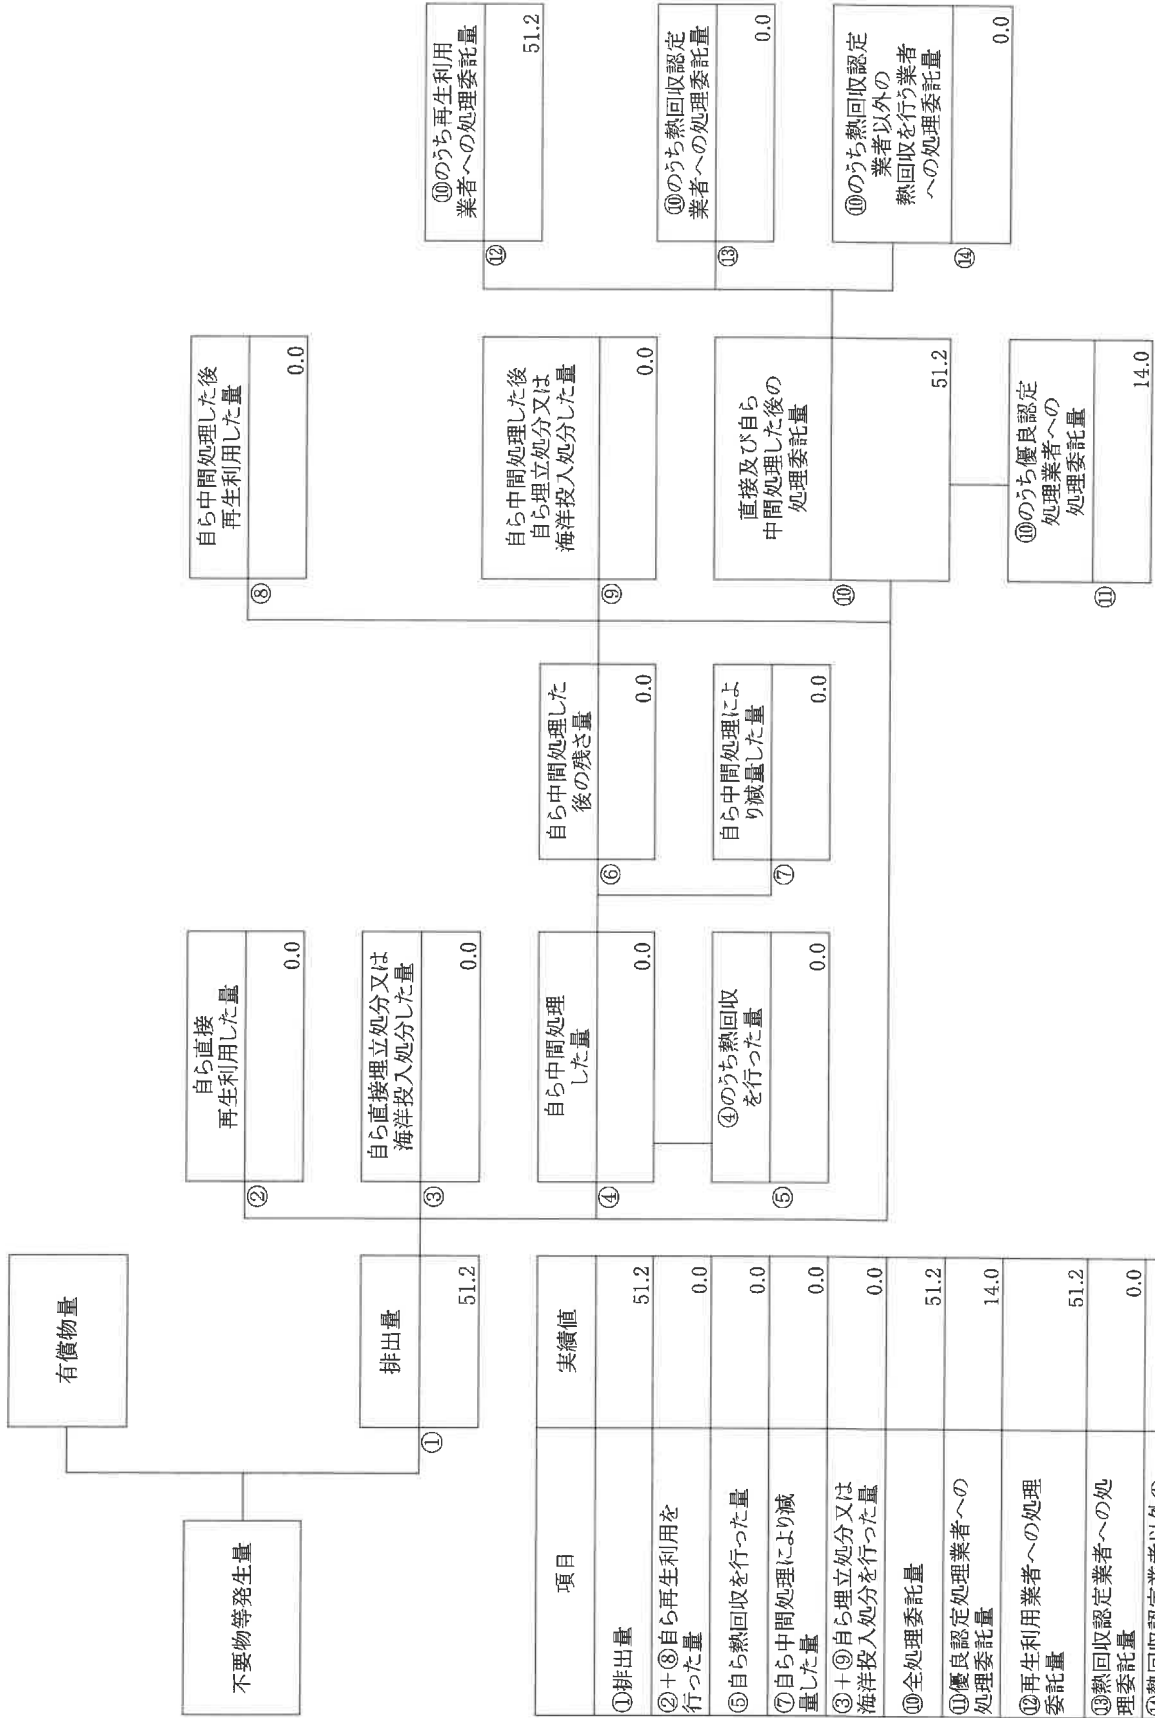 有償物量
不要物等発生量
①
排出量
51.2
②
自ら直接
再生利用した量
0.0
③
自ら直接埋立処分又は
海洋投入処分した量
0.0
④
自ら中間処理
した量
0.0
⑤
④のうち熱回収
を行った量
0.0
⑥
自ら中間処理した
後の残さ量
0.0
⑦
自ら中間処理によ
り減量した量
0.0
⑧
自ら中間処理した後
再生利用した量
0.0
⑨
自ら中間処理した後
自ら埋立処分又は
海洋投入処分した量
0.0
⑩
直接及び自ら
中間処理した後の
処理委託量
51.2
⑪
⑩のうち優良認定
処理業者への
処理委託量
14.0
⑫
⑩のうち再生利用
業者への処理委託量
51.2
⑬
⑩のうち熱回収認定
業者への処理委託量
0.0
⑭
⑩のうち熱回収認定
業者以外の
熱回収を行う業者
への処理委託量
0.0
項目 実績値
①排出量 51.2
②+⑧自ら再生利用を
行った量 0.0
⑤自ら熱回収を行った量 0.0
⑦自ら中間処理により減
量した量 0.0
③+⑨自ら埋立処分又は
海洋投入処分を行った量 0.0
⑩全処理委託量 51.2
⑪優良認定処理業者への
処理委託量 14.0
⑫再生利用業者への処理
委託量 51.2
⑬熱回収認定業者への処
理委託量 0.0
⑭熱回収認定業者以外の